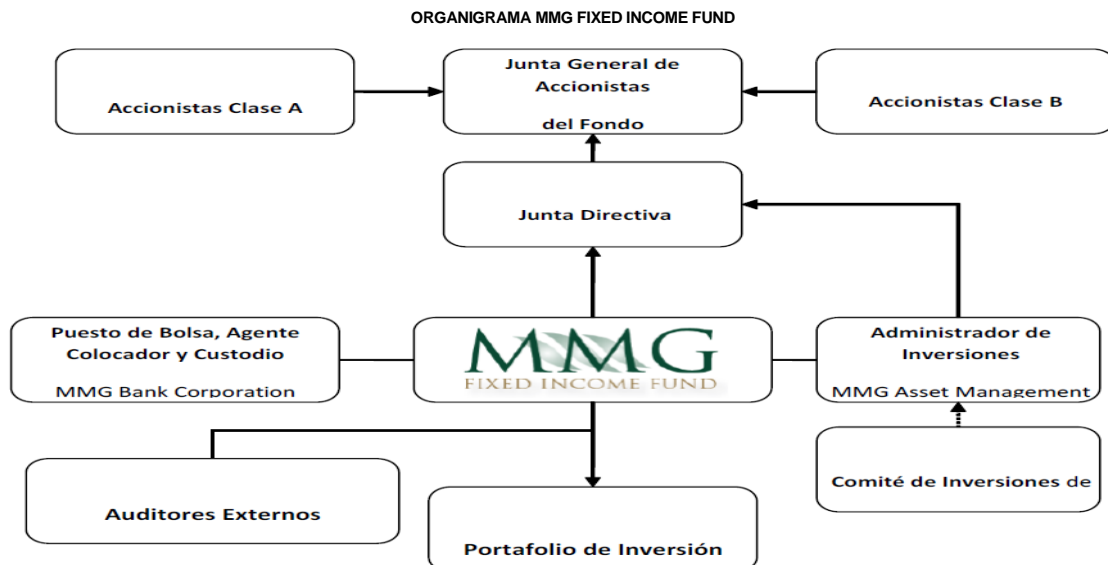 ORGANIGRAMA MMG FIXED INCOME FUND
Junta General de
Accionistas
del Fondo
Accionistas Clase A
Accionistas Clase B
Junta Directiva
Puesto de Bolsa, Agente
Colocador y Custodio
MMG Bank Corporation
MMG
FIXED INCOME FUND
Administrador de
Inversiones
MMG Asset Management
Comité de Inversiones de
Auditores Externos
Portafolio de Inversión